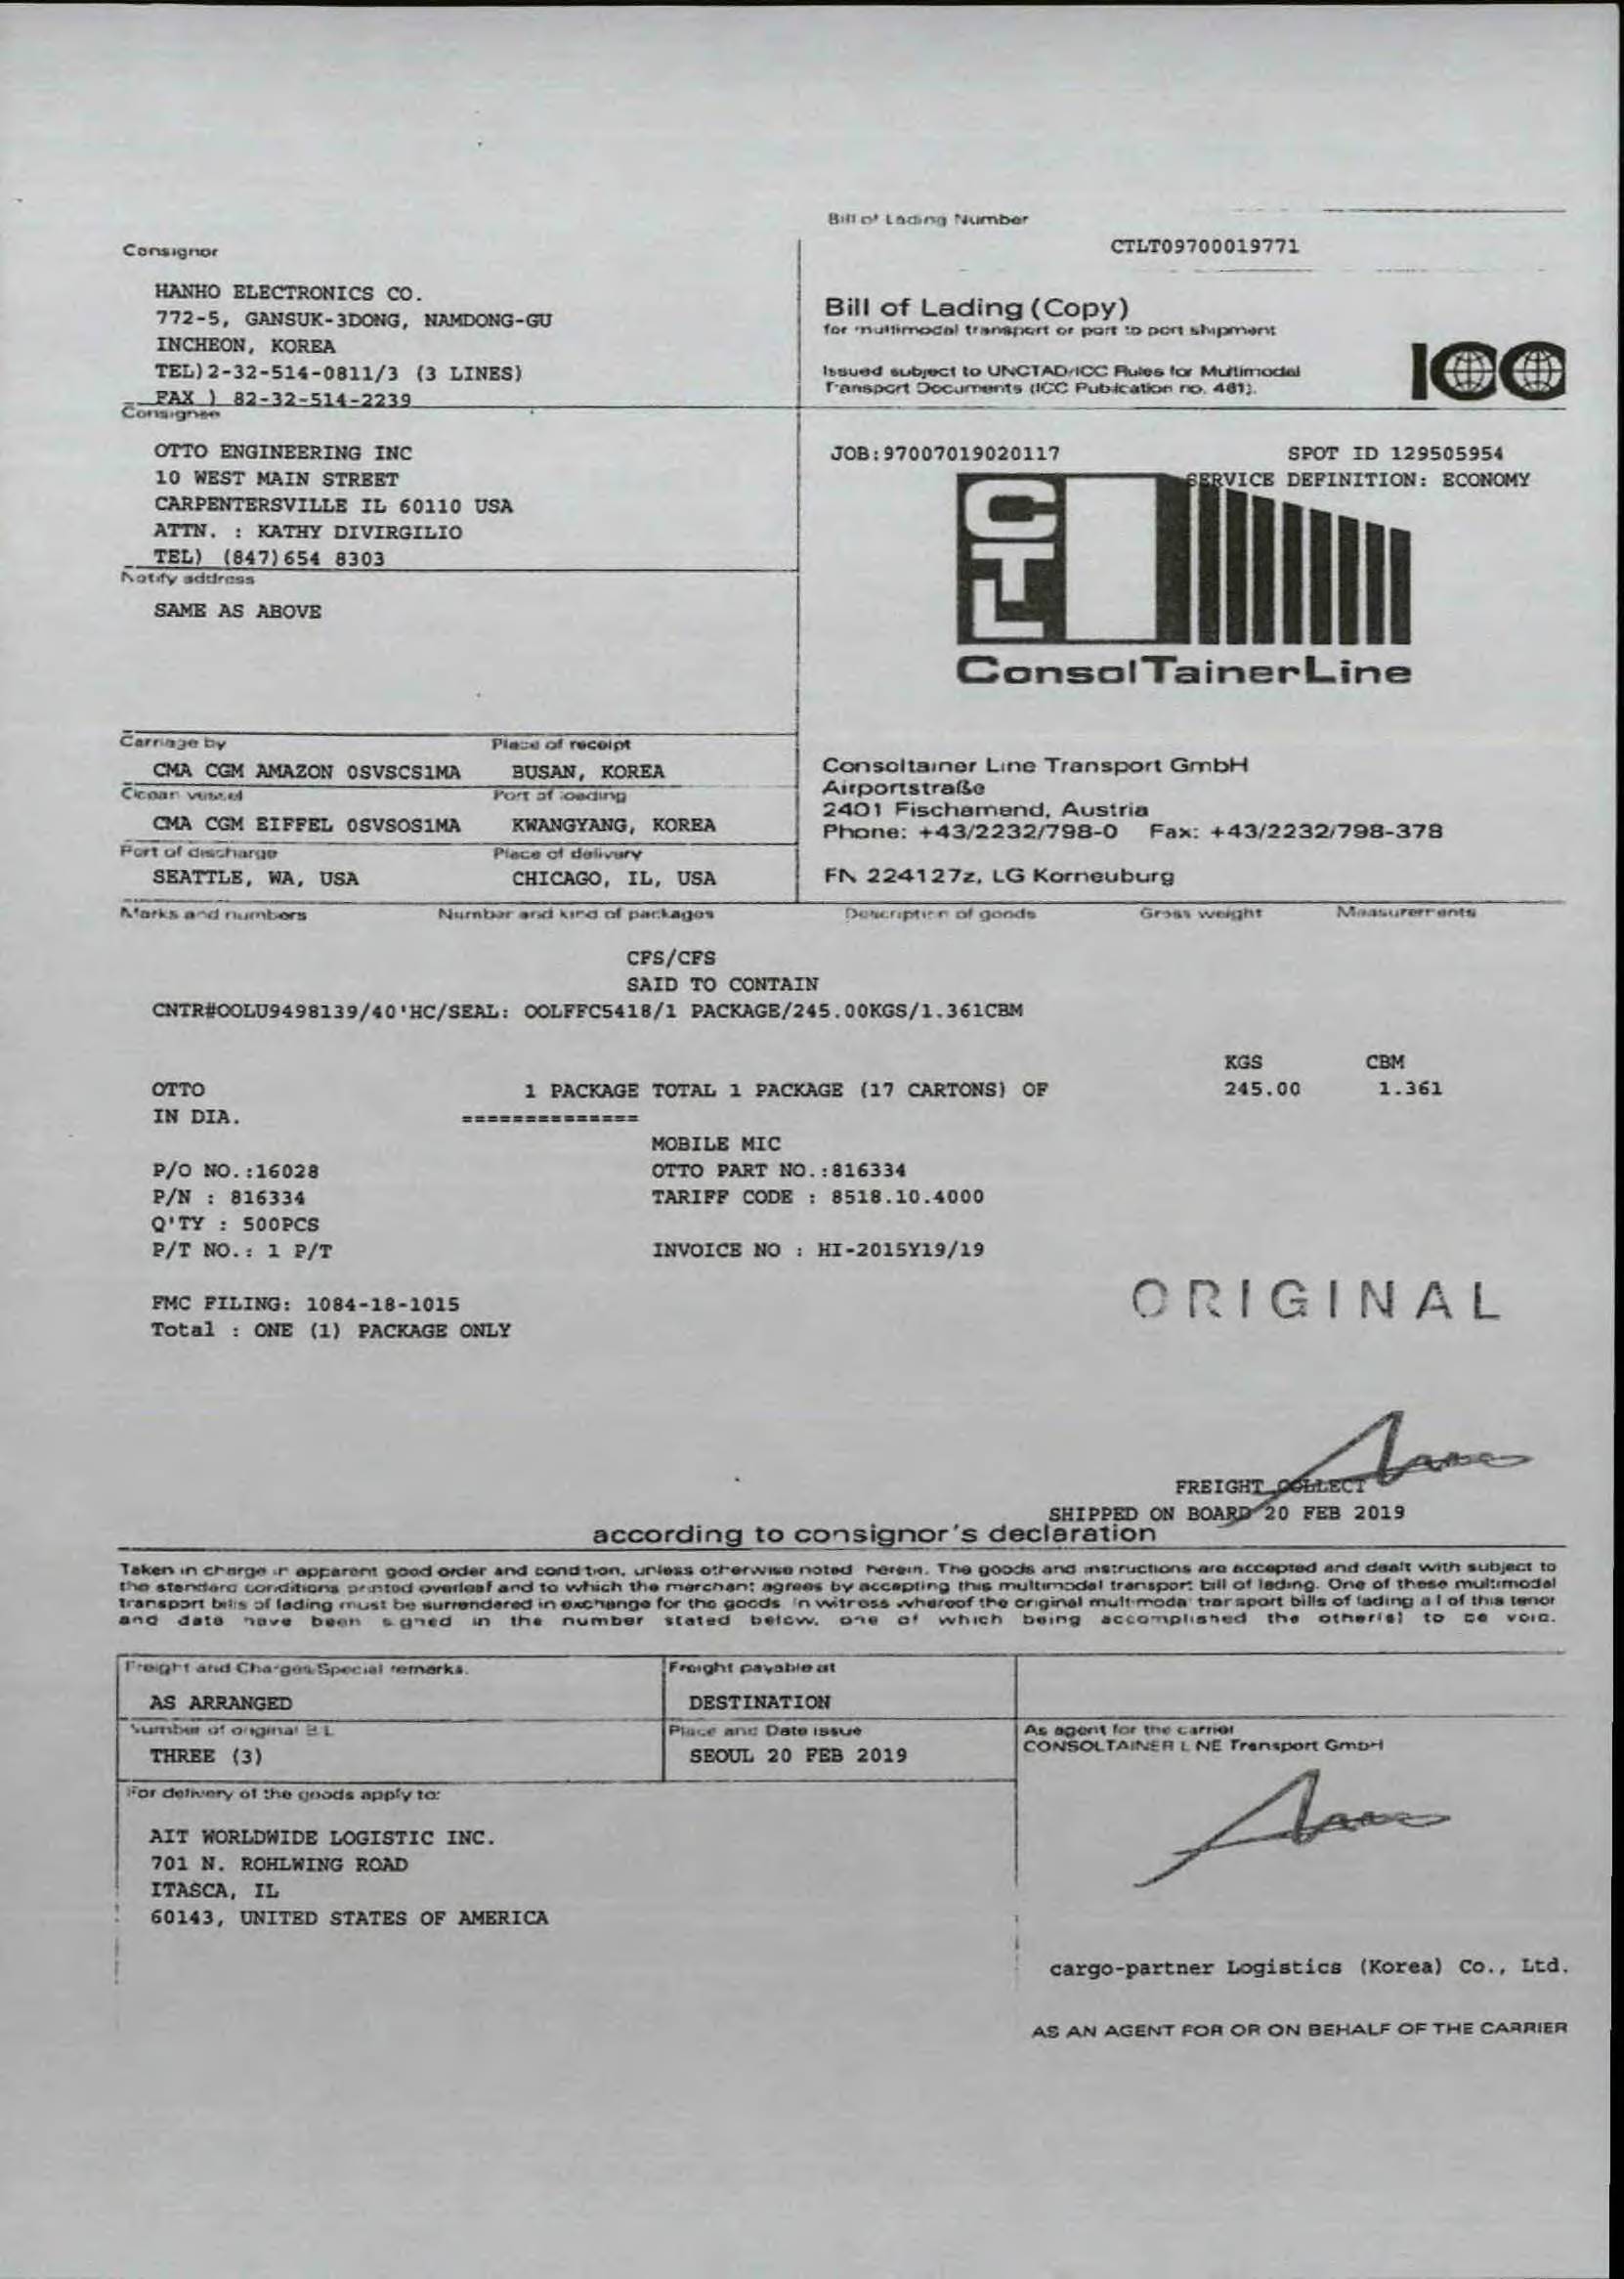 Bill of Lading Number
CTLT09700019771
Consignor
HANHO ELECTRONICS CO.
772-5, GANSUK-3DONG, NAMDONG-GU
INCHEON, KOREA
TEL)2-32-514-0811/3 (3 LINES)
FAX ) 82-32-514-2239
Bill of Lading (Copy)
for multimodal transport or port to port shipment
Issued subject to UNCTAD/ICC Rules for Multimodal
Transport Documents (ICC Publication no. 481).
ICC
Consignee
OTTO ENGINEERING INC
10 WEST MAIN STREET
CARPENTERSVILLE IL 60110 USA
ATTN. : KATHY DIVIRGILIO
TEL) (847)654 8303
JOB:97007019020117
SPOT ID 129505954
SERVICE DEFINITION: ECONOMY
CTL
ConsolTainerLine
Notify address
SAME AS ABOVE
Carriage by
Place of receipt
CMA CGM AMAZON 0SVSCS1MA
BUSAN, KOREA
Ocean vessel
Port of loading
CMA CGM EIFFEL 0SVSOS1MA
KWANGYANG, KOREA
Port of discharge
Place of delivery
SEATTLE, WA, USA
CHICAGO, IL, USA
Consoltainer Line Transport GmbH
Airportstraße
2401 Fischamend, Austria
Phone: +43/2232/798-0 Fax: +43/2232/798-378
FN 224127z, LG Korneuburg
Marks and numbers
Number and kind of packages
Description of goods
Gross weight
Measurements
CFS/CFS
SAID TO CONTAIN
CNTR#OOLU9498139/40'HC/SEAL: OOLFFC5418/1 PACKAGE/245.00KGS/1.361CBM
KGS CBM
OTTO 1 PACKAGE TOTAL 1 PACKAGE (17 CARTONS) OF 245.00 1.361
IN DIA. ==============
MOBILE MIC
P/O NO.:16028 OTTO PART NO.:816334
P/N : 816334 TARIFF CODE : 8518.10.4000
Q'TY : 500PCS
P/T NO.: 1 P/T INVOICE NO : HI-2015Y19/19
FMC FILING: 1084-18-1015
Total : ONE (1) PACKAGE ONLY
ORIGINAL
FREIGHT COLLECT
SHIPPED ON BOARD 20 FEB 2019
according to consignor's declaration
Taken in charge in apparent good order and condition, unless otherwise noted herein. The goods and instructions are accepted and dealt with subject to
the standard conditions printed overleaf and to which the merchant agrees by accepting this multimodal transport bill of lading. One of these multimodal
transport bills of lading must be surrendered in exchange for the goods In witness whereof the original multimodal transport bills of lading all of this tenor
and date have been signed in the number stated below, one of which being accomplished the other(s) to be void.
Freight and Charges/Special remarks.
AS ARRANGED
Freight payable at
DESTINATION
Number of original B L
THREE (3)
Place and Date issue
SEOUL 20 FEB 2019
As agent for the carrier
CONSOLTAINER LINE Transport GmbH
For delivery of the goods apply to:
AIT WORLDWIDE LOGISTIC INC.
701 N. ROHLWING ROAD
ITASCA, IL
60143, UNITED STATES OF AMERICA
cargo-partner Logistics (Korea) Co., Ltd.
AS AN AGENT FOR OR ON BEHALF OF THE CARRIER